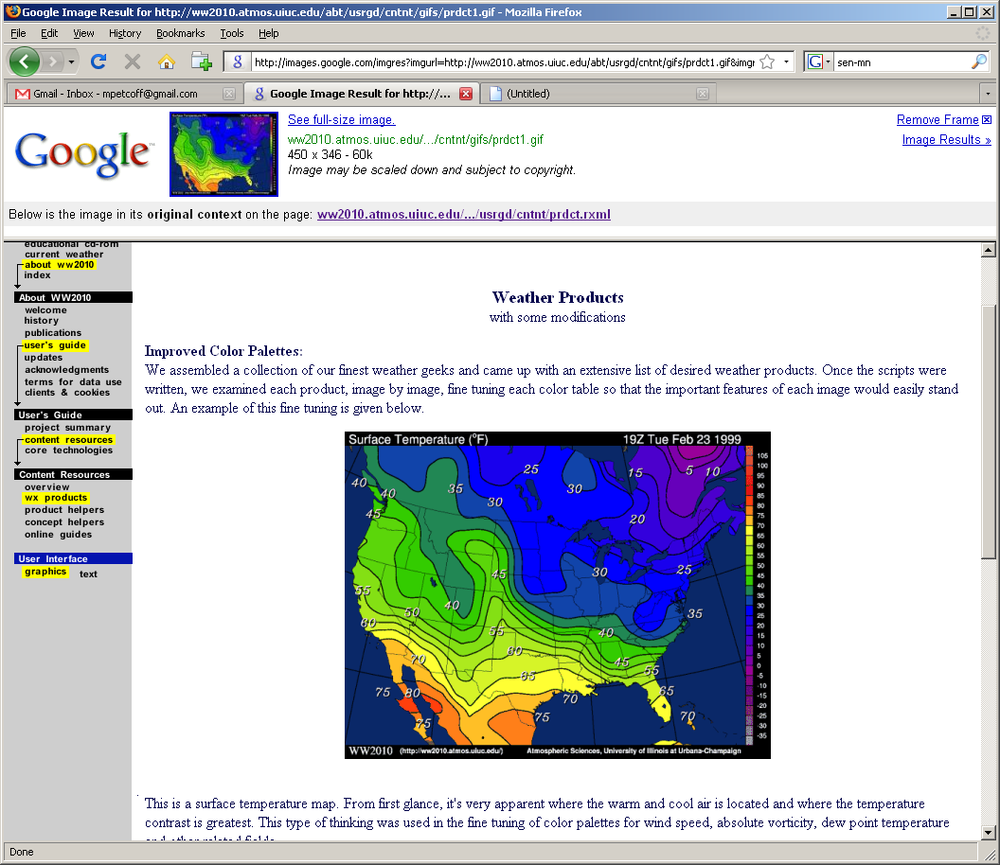 Google Image Result for http://ww2010.atmos.uiuc.edu/abt/usrgd/cntnt/gifs/prdct1.gif - Mozilla Firefox
File Edit View History Bookmarks Tools Help
http://images.google.com/imgres?imgurl=http://ww2010.atmos.uiuc.edu/abt/usrgd/cntnt/gifs/prdct1.gif&imgr
sen-mn
Gmail - Inbox - mpetcoff@gmail.com
Google Image Result for http://...
(Untitled)
Google™
See full-size image.
ww2010.atmos.uiuc.edu/.../cntnt/gifs/prdct1.gif
450 x 346 - 60k
Image may be scaled down and subject to copyright.
Remove Frame
Image Results »
Below is the image in its original context on the page: ww2010.atmos.uiuc.edu/.../usrgd/cntnt/prdct.rxml
educational cd-rom
current weather
about ww2010
index
About WW2010
welcome
history
publications
user's guide
updates
acknowledgments
terms for data use
clients & cookies
User's Guide
project summary
content resources
core technologies
Content Resources
overview
wx products
product helpers
concept helpers
online guides
User Interface
graphics text
Weather Products
with some modifications
Improved Color Palettes:
We assembled a collection of our finest weather geeks and came up with an extensive list of desired weather products. Once the scripts were
written, we examined each product, image by image, fine tuning each color table so that the important features of each image would easily stand
out. An example of this fine tuning is given below.
Surface Temperature (°F) 19Z Tue Feb 23 1999
40 40 35 25 30 30 15 5 10
45 20
55 50 40 45 30 25
60 55 40 35
70 60 45 55
75 80 65 70 65
75 75 70
105
100
95
90
85
80
75
70
65
60
55
50
45
40
35
30
25
20
15
10
5
0
-5
-10
-15
-20
-25
-30
-35
WW2010 (http://ww2010.atmos.uiuc.edu/) Atmospheric Sciences, University of Illinois at Urbana-Champaign
This is a surface temperature map. From first glance, it's very apparent where the warm and cool air is located and where the temperature
contrast is greatest. This type of thinking was used in the fine tuning of color palettes for wind speed, absolute vorticity, dew point temperature
and other related fields.
Done